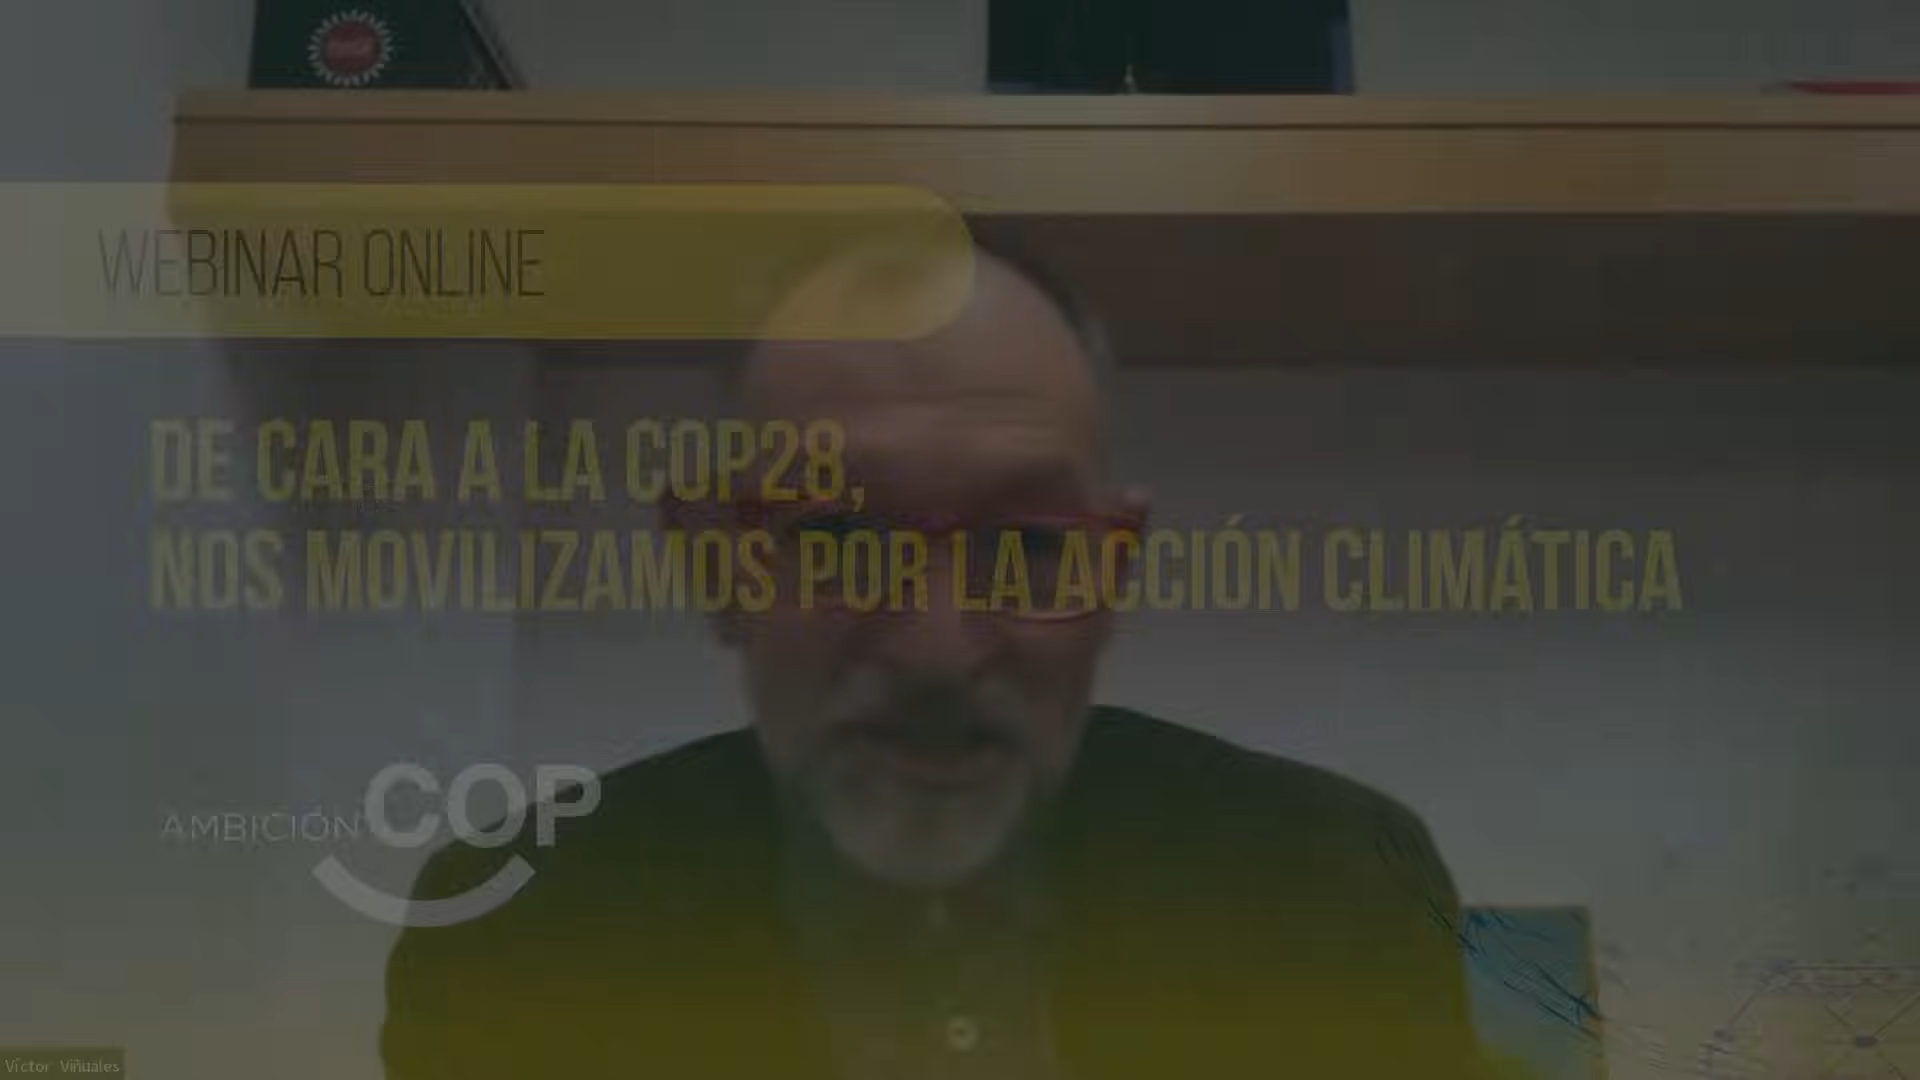 WEBINAR ONLINE
DE CARA A LA COP28,
NOS MOVILIZAMOS POR LA ACCIÓN CLIMÁTICA
AMBICIÓN COP
Víctor Viñuales